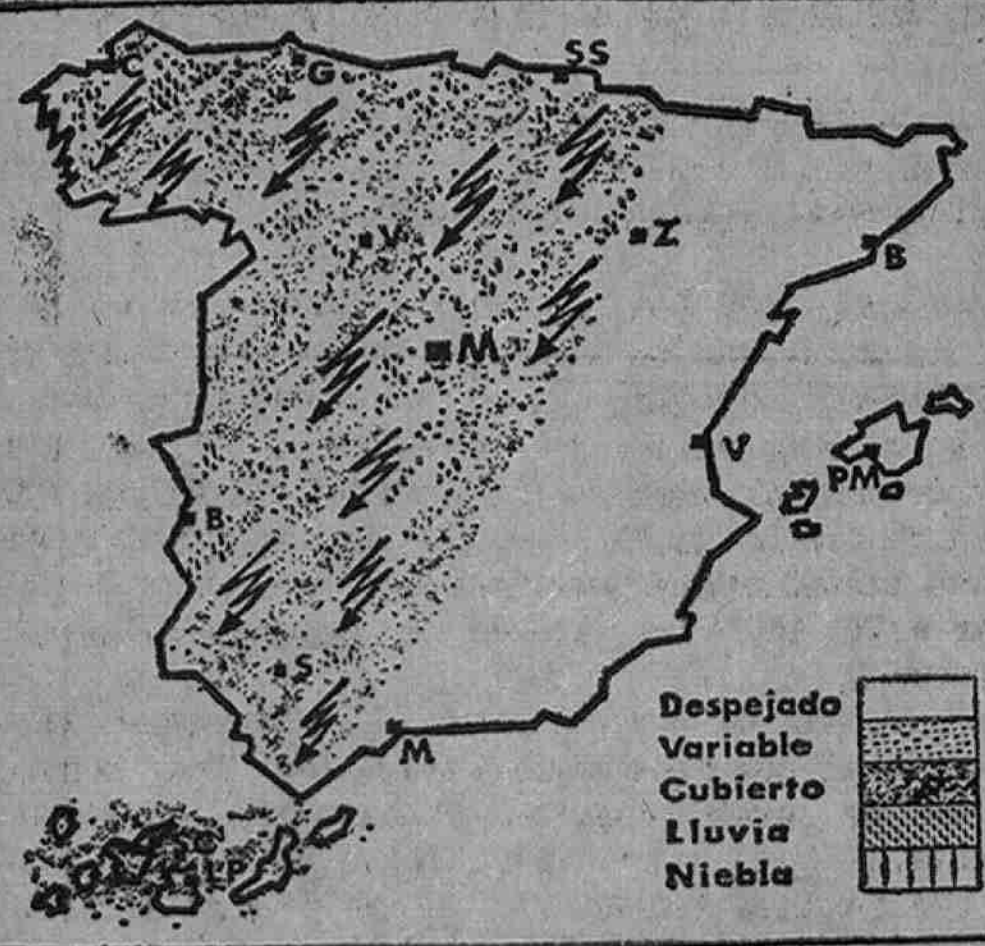 C
G
SS
V
Z
B
M
V
PM
B
S
M
LP
Despejado
Variable
Cubierto
Lluvia
Niebla